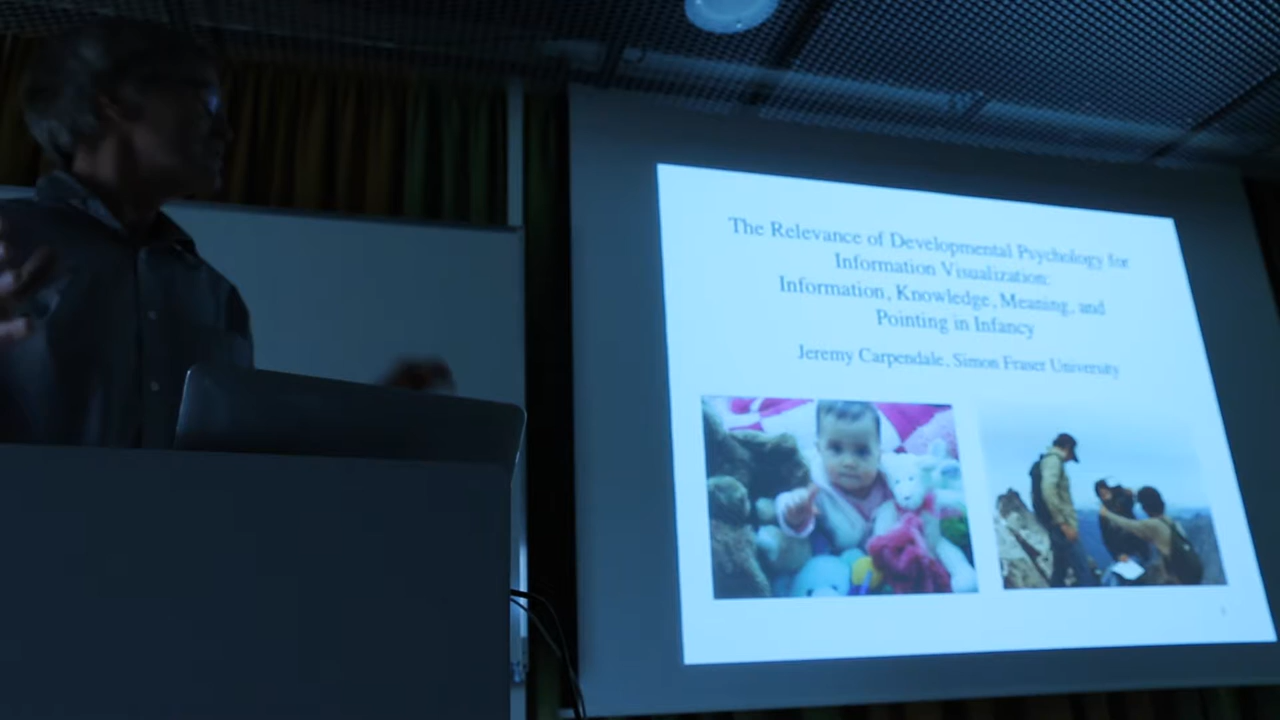 The Relevance of Developmental Psychology for
Information Visualization:
Information, Knowledge, Meaning, and
Pointing in Infancy
Jeremy Carpendale, Simon Fraser University